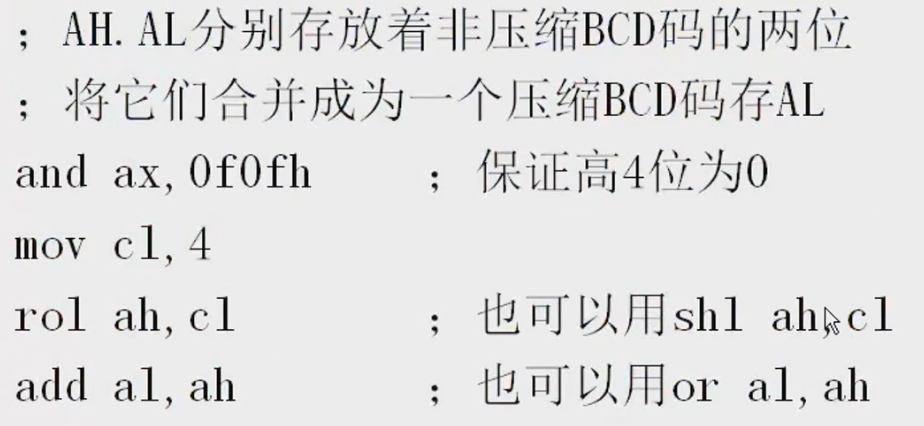 ; AH.AL分别存放着非压缩BCD码的两位
; 将它们合并成为一个压缩BCD码存AL
and ax,0f0fh ; 保证高4位为0
mov cl,4
rol ah,cl ; 也可以用shl ah,cl
add al,ah ; 也可以用or al,ah